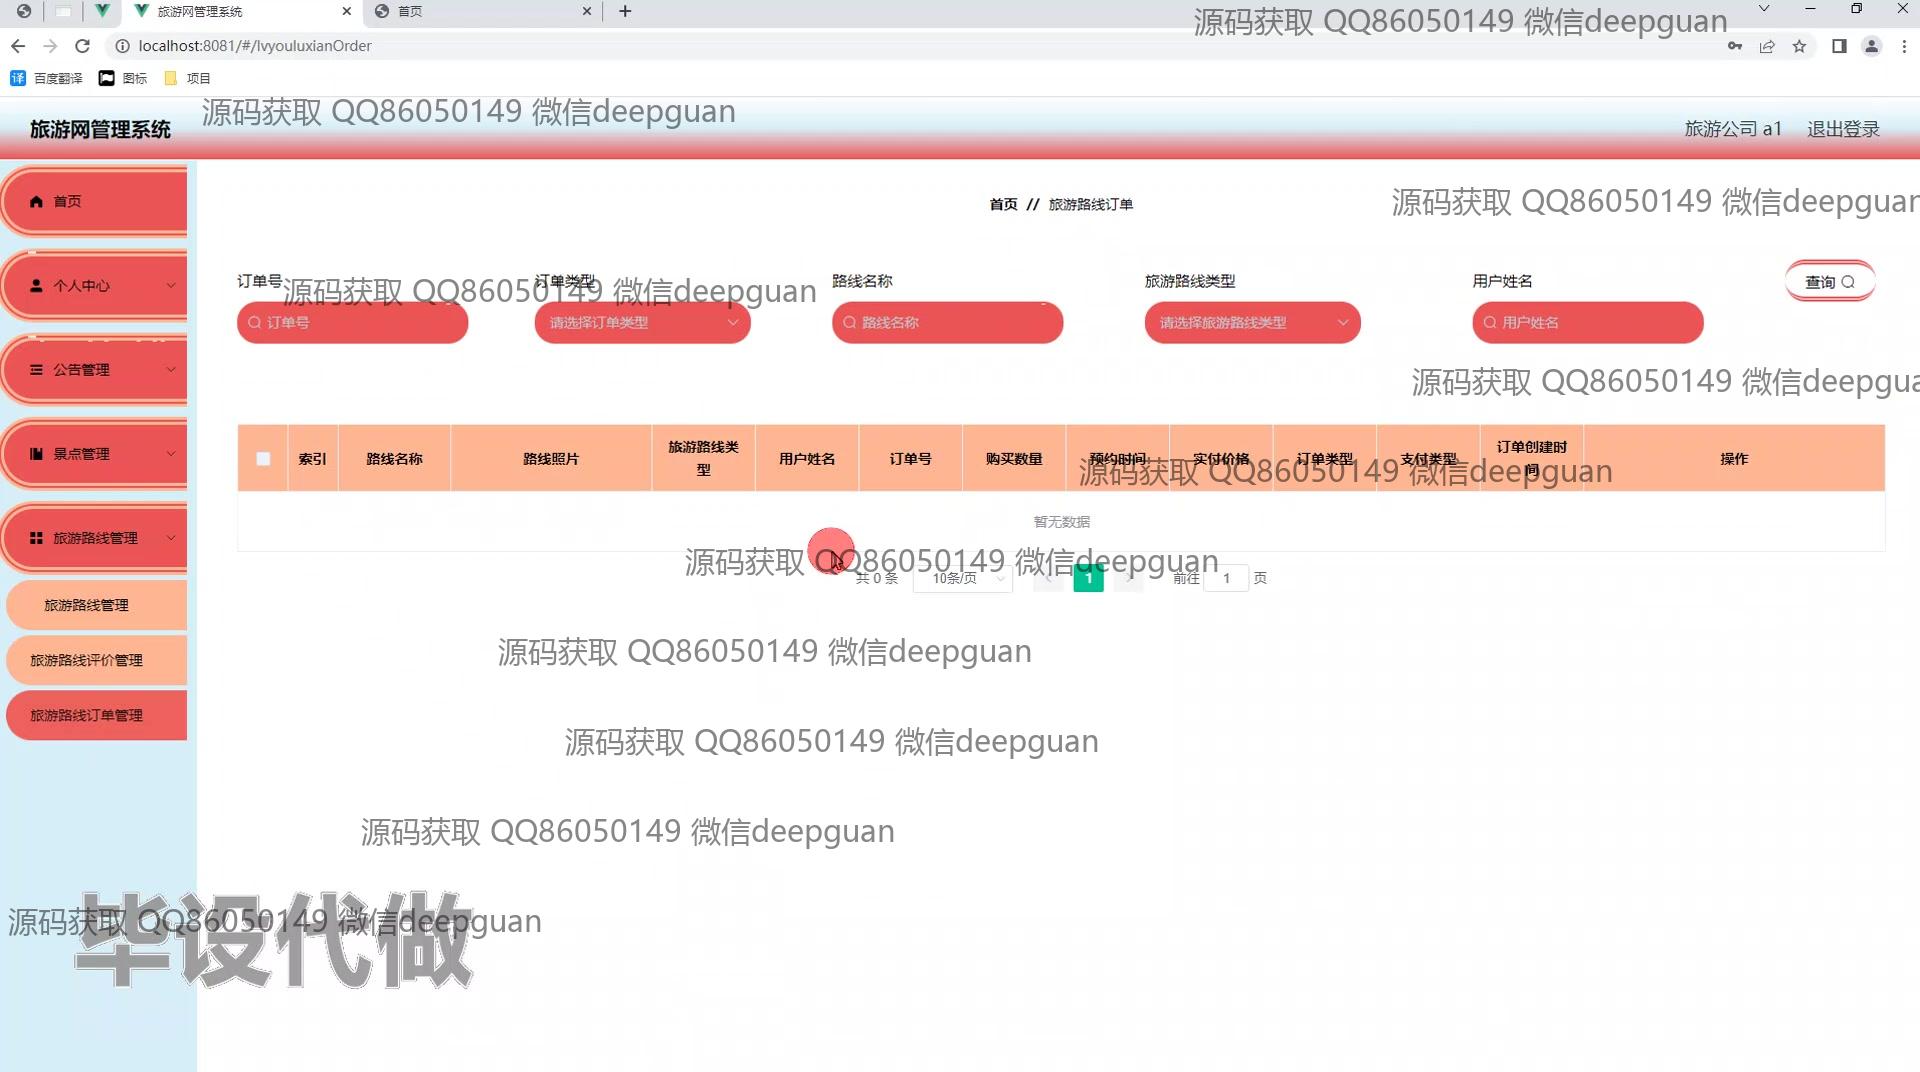 旅游网管理系统
首页
源码获取 QQ86050149 微信deepguan
localhost:8081/#/lvyouluxianOrder
百度翻译
图标
项目
源码获取 QQ86050149 微信deepguan
旅游网管理系统
旅游公司 a1
退出登录
首页
首页 // 旅游路线订单
源码获取 QQ86050149 微信deepguan
个人中心
订单号
订单类型
路线名称
旅游路线类型
用户姓名
查询
源码获取 QQ86050149 微信deepguan
订单号
请选择订单类型
路线名称
请选择旅游路线类型
用户姓名
公告管理
源码获取 QQ86050149 微信deepgua
景点管理
索引
路线名称
路线照片
旅游路线类型
用户姓名
订单号
购买数量
预约时间
实付价格
订单类型
支付类型
订单创建时间
操作
源码获取 QQ86050149 微信deepguan
暂无数据
旅游路线管理
源码获取 QQ86050149 微信deepguan
共 0 条
10条/页
1
前往 1 页
旅游路线管理
旅游路线评价管理
源码获取 QQ86050149 微信deepguan
旅游路线订单管理
源码获取 QQ86050149 微信deepguan
源码获取 QQ86050149 微信deepguan
源码获取 QQ86050149 微信deepguan
毕设代做